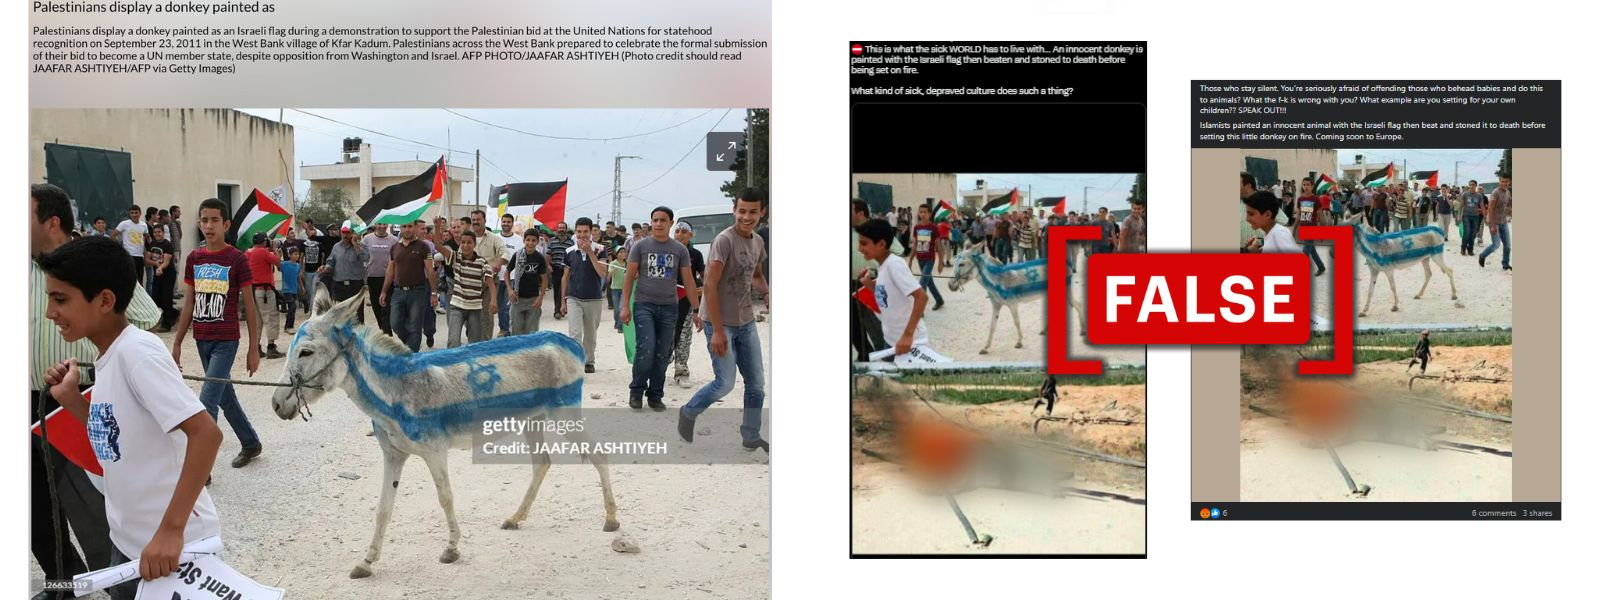 Palestinians display a donkey painted as
Palestinians display a donkey painted as an Israeli flag during a demonstration to support the Palestinian bid at the United Nations for statehood
recognition on September 23, 2011 in the West Bank village of Kfar Kadum. Palestinians across the West Bank prepared to celebrate the formal submission
of their bid to become a UN member state, despite opposition from Washington and Israel. AFP PHOTO/JAAFAR ASHTIYEH (Photo credit should read
JAAFAR ASHTIYEH/AFP via Getty Images)
FRESH
gettyimages®
Credit: JAAFAR ASHTIYEH
126633519
Want St
This is what the sick WORLD has to live with... An innocent donkey is
painted with the Israeli flag then beaten and stoned to death before
being set on fire.
What kind of sick, depraved culture does such a thing?
FALSE
Those who stay silent. You're seriously afraid of offending those who behead babies and do this
to animals? What the f-k is wrong with you? What example are you setting for your own
children?? SPEAK OUT!!!
Islamists painted an innocent animal with the Israeli flag then beat and stoned it to death before
setting this little donkey on fire. Coming soon to Europe.
6
6 comments 3 shares